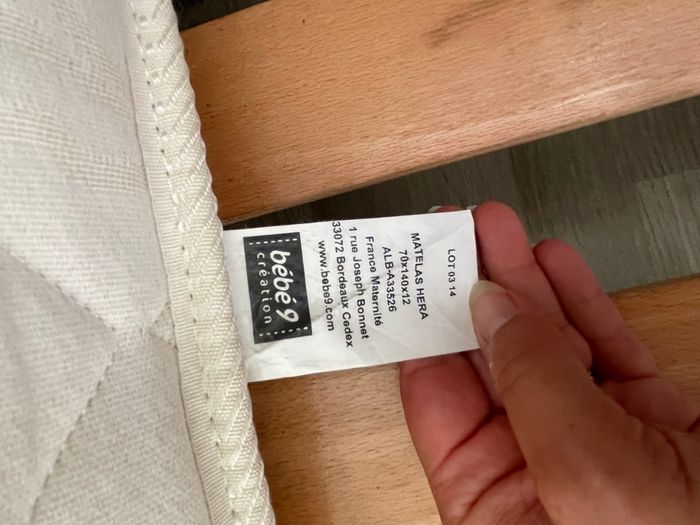 LOT 03 14
MATELAS HERA
70x140x12
ALB-A33526
France Maternité
1 rue Joseph Bonnet
33072 Bordeaux Cedex
www.bebe9.com
bébé9
création